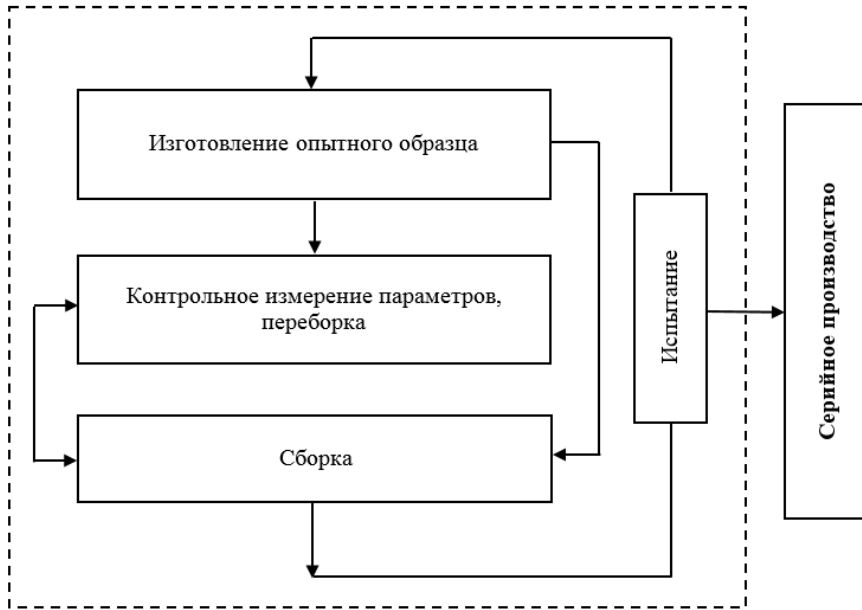 Изготовление опытного образца
Контрольное измерение параметров,
переборка
Сборка
Испытание
Серийное производство